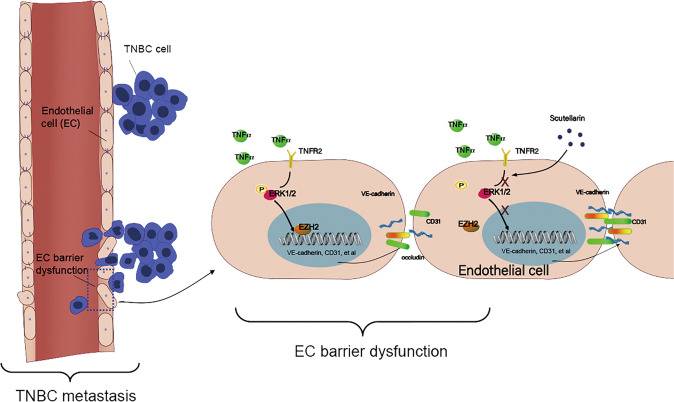 TNBC cell
Endothelial
cell (EC)
EC barrier
dysfunction
TNBC metastasis
TNFα
TNFα
TNFα
TNFR2
P
ERK1/2
EZH2
VE-cadherin, CD31, et al
VE-cadherin
CD31
occludin
EC barrier dysfunction
TNFα
TNFα
TNFα
TNFR2
Scutellarin
P
ERK1/2
EZH2
VE-cadherin, CD31, et al
Endothelial cell
VE-cadherin
CD31